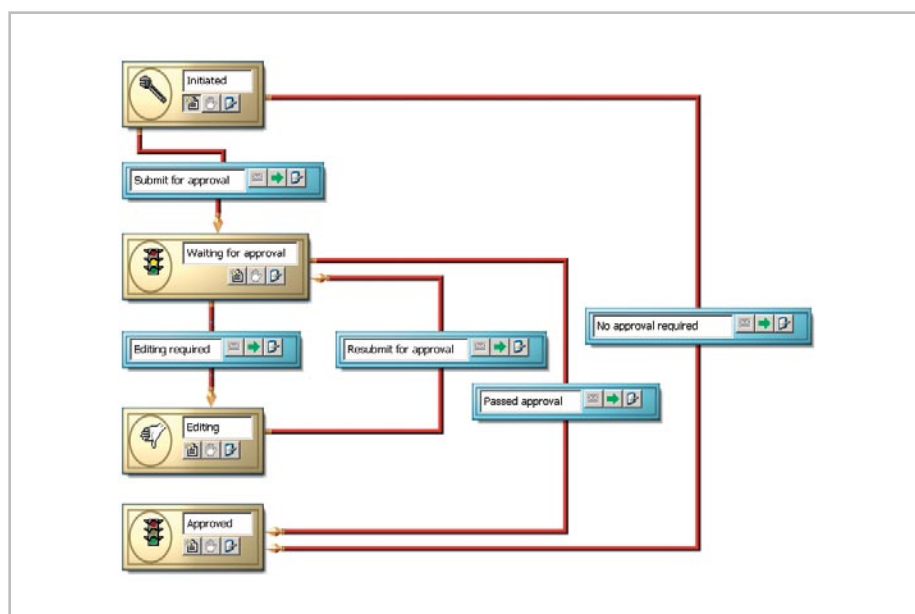 Initiated
Submit for approval
Waiting for approval
No approval required
Editing required
Resubmit for approval
Passed approval
Editing
Approved